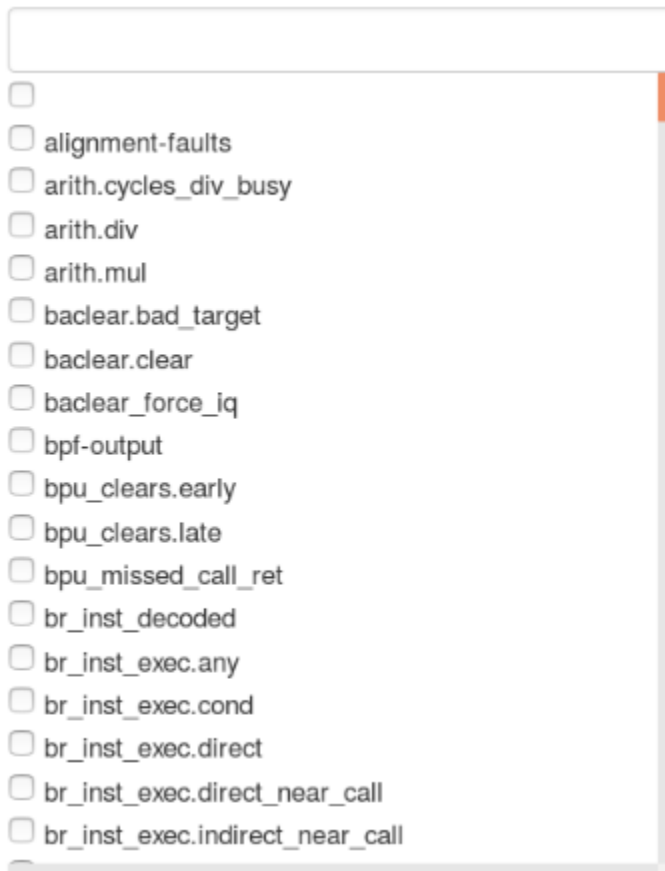 alignment-faults
arith.cycles_div_busy
arith.div
arith.mul
baclear.bad_target
baclear.clear
baclear_force_iq
bpf-output
bpu_clears.early
bpu_clears.late
bpu_missed_call_ret
br_inst_decoded
br_inst_exec.any
br_inst_exec.cond
br_inst_exec.direct
br_inst_exec.direct_near_call
br_inst_exec.indirect_near_call